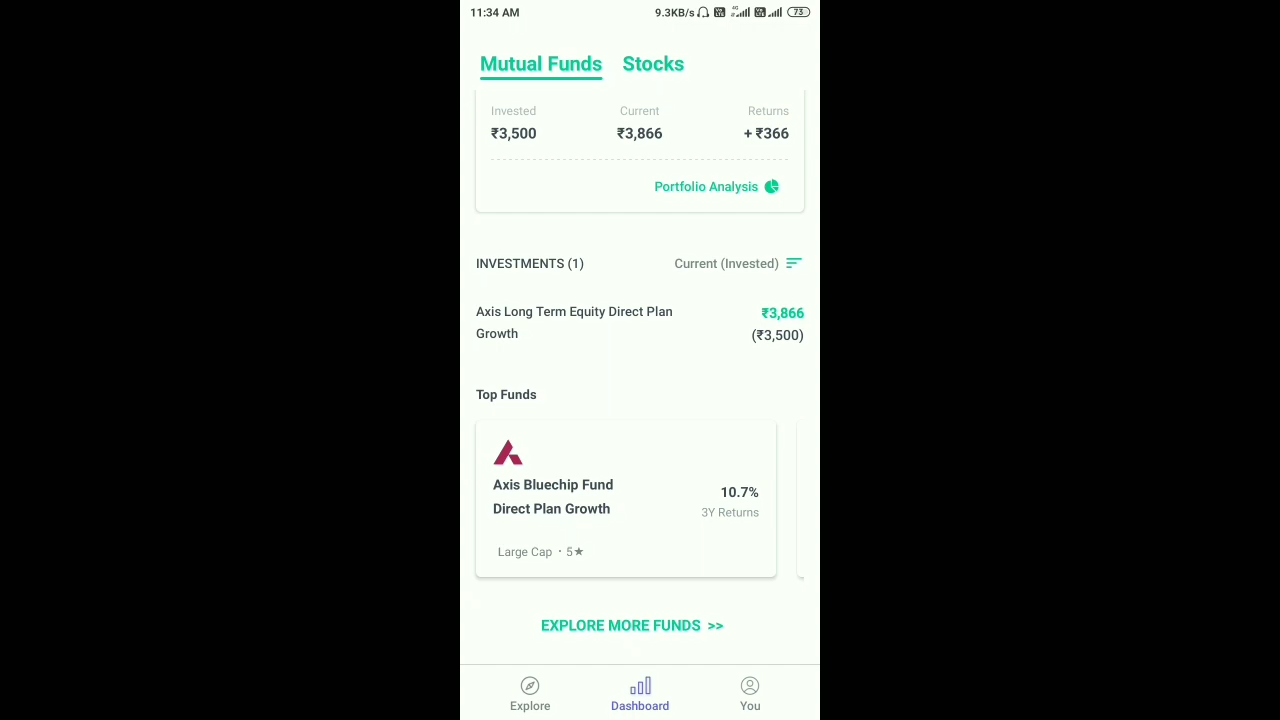 11:34 AM 9.3KB/s 4G 73
Mutual Funds Stocks
Invested Current Returns
₹3,500 ₹3,866 + ₹366
Portfolio Analysis
INVESTMENTS (1) Current (Invested)
Axis Long Term Equity Direct Plan ₹3,866
Growth (₹3,500)
Top Funds
Axis Bluechip Fund 10.7%
Direct Plan Growth 3Y Returns
Large Cap • 5★
EXPLORE MORE FUNDS >>
Explore Dashboard You